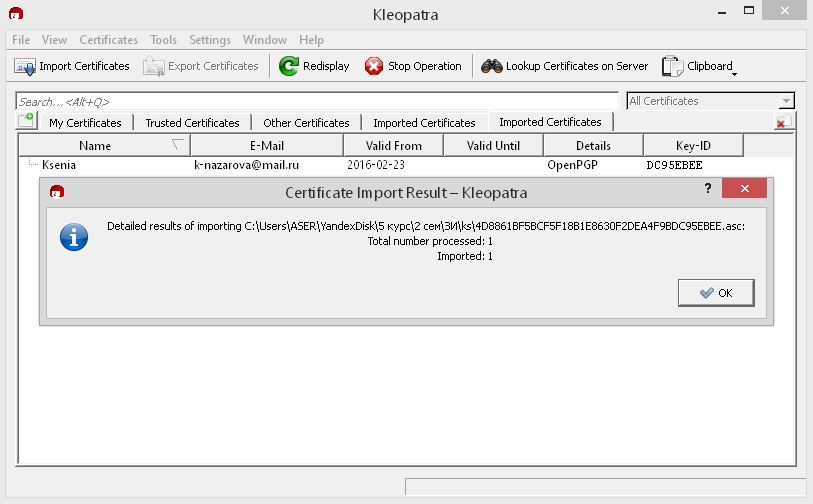 Kleopatra
File View Certificates Tools Settings Window Help
Import Certificates Export Certificates Redisplay Stop Operation Lookup Certificates on Server Clipboard
Search...<Alt+Q> All Certificates
My Certificates Trusted Certificates Other Certificates Imported Certificates Imported Certificates
Name E-Mail Valid From Valid Until Details Key-ID
Ksenia k-nazarova@mail.ru 2016-02-23 OpenPGP DC95EBEE
Certificate Import Result – Kleopatra ?
Detailed results of importing C:\Users\ASER\YandexDisk\5 курс\2 сем\ЗИ\ks\4D8861BF5BCF5F18B1E8630F2DEA4F9BDC95EBEE.asc:
Total number processed: 1
Imported: 1
OK